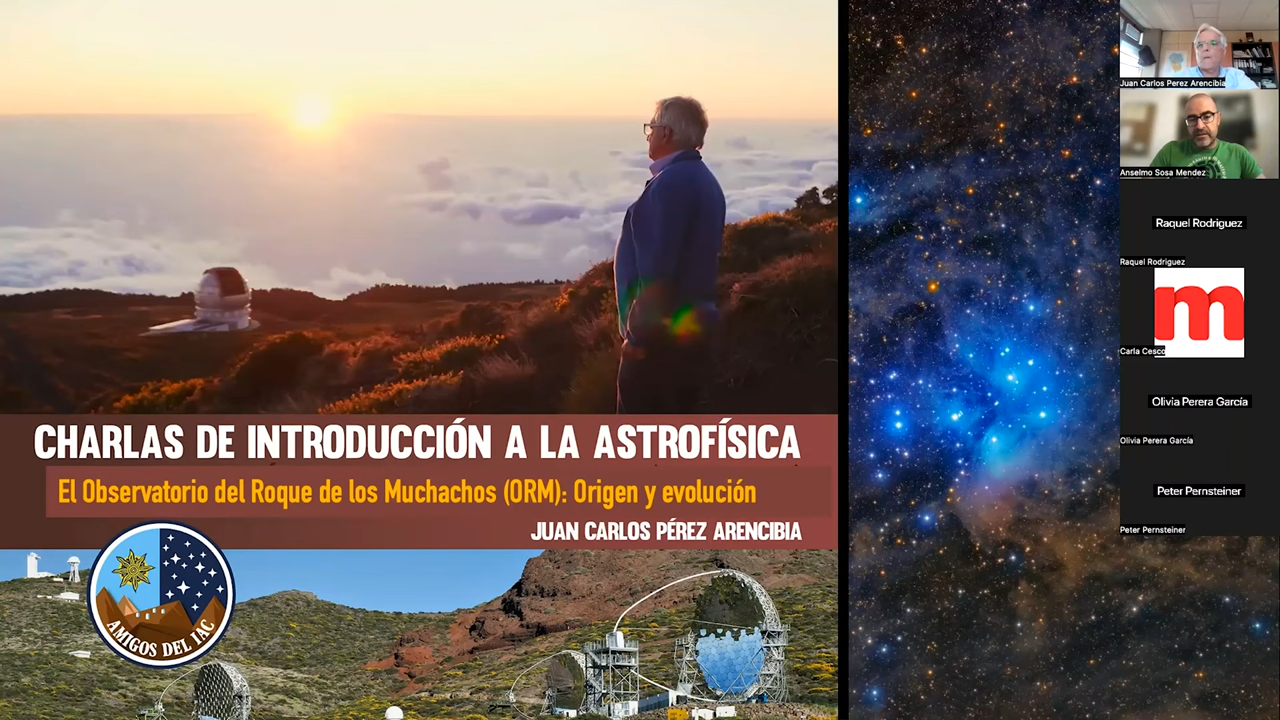 CHARLAS DE INTRODUCCIÓN A LA ASTROFÍSICA
El Observatorio del Roque de los Muchachos (ORM): Origen y evolución
JUAN CARLOS PÉREZ ARENCIBIA
AMIGOS DEL IAC
Juan Carlos Perez Arencibia
Anselmo Sosa Mendez
Raquel Rodriguez
Raquel Rodriguez
m
Carla Cesco
Olivia Perera García
Olivia Perera García
Peter Pernsteiner
Peter Pernsteiner